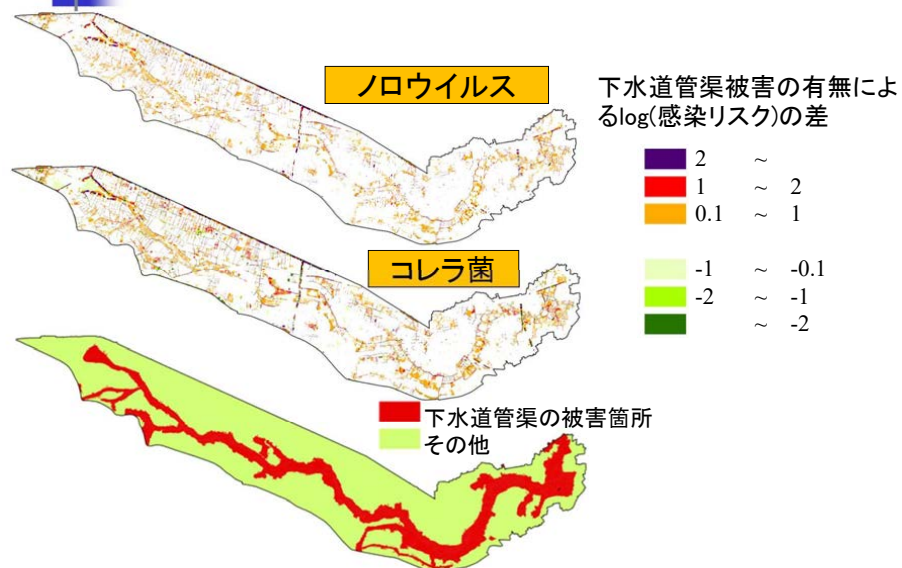 ノロウイルス
下水道管渠被害の有無によ
るlog(感染リスク)の差
2 ~
1 ~ 2
0.1 ~ 1
-1 ~ -0.1
-2 ~ -1
~ -2
コレラ菌
下水道管渠の被害箇所
その他